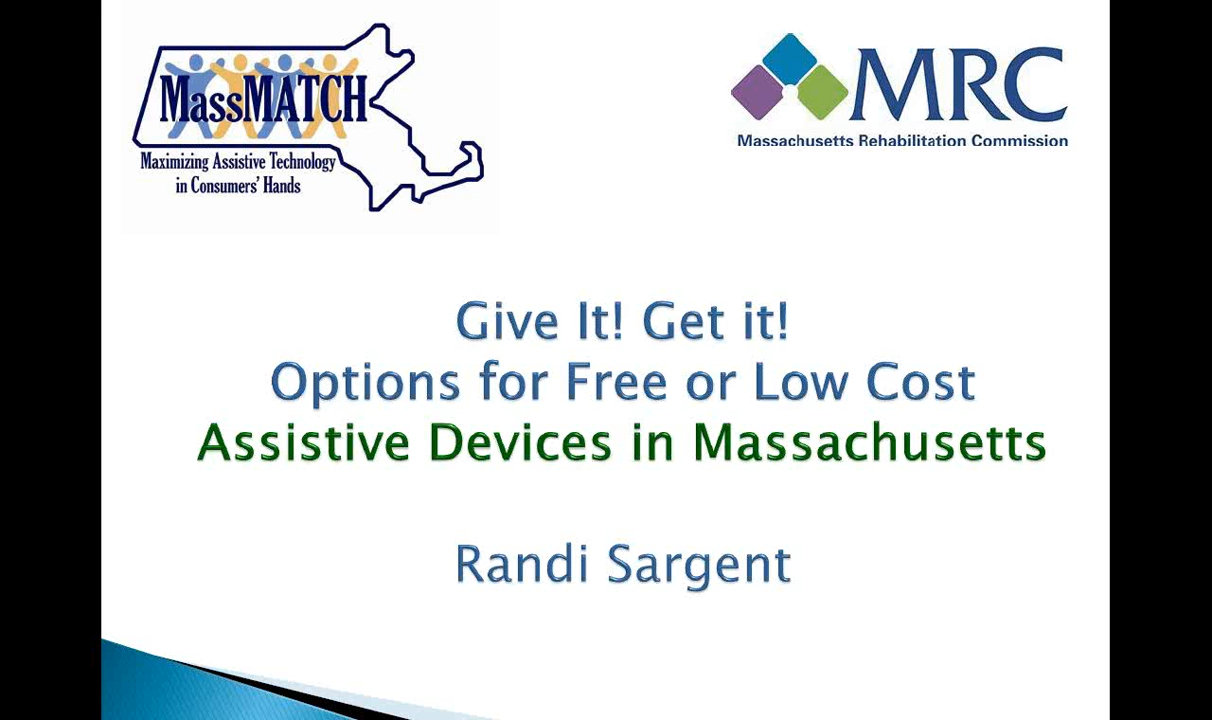 MassMATCH
Maximizing Assistive Technology
in Consumers' Hands
MRC
Massachusetts Rehabilitation Commission
Give It! Get it!
Options for Free or Low Cost
Assistive Devices in Massachusetts
Randi Sargent